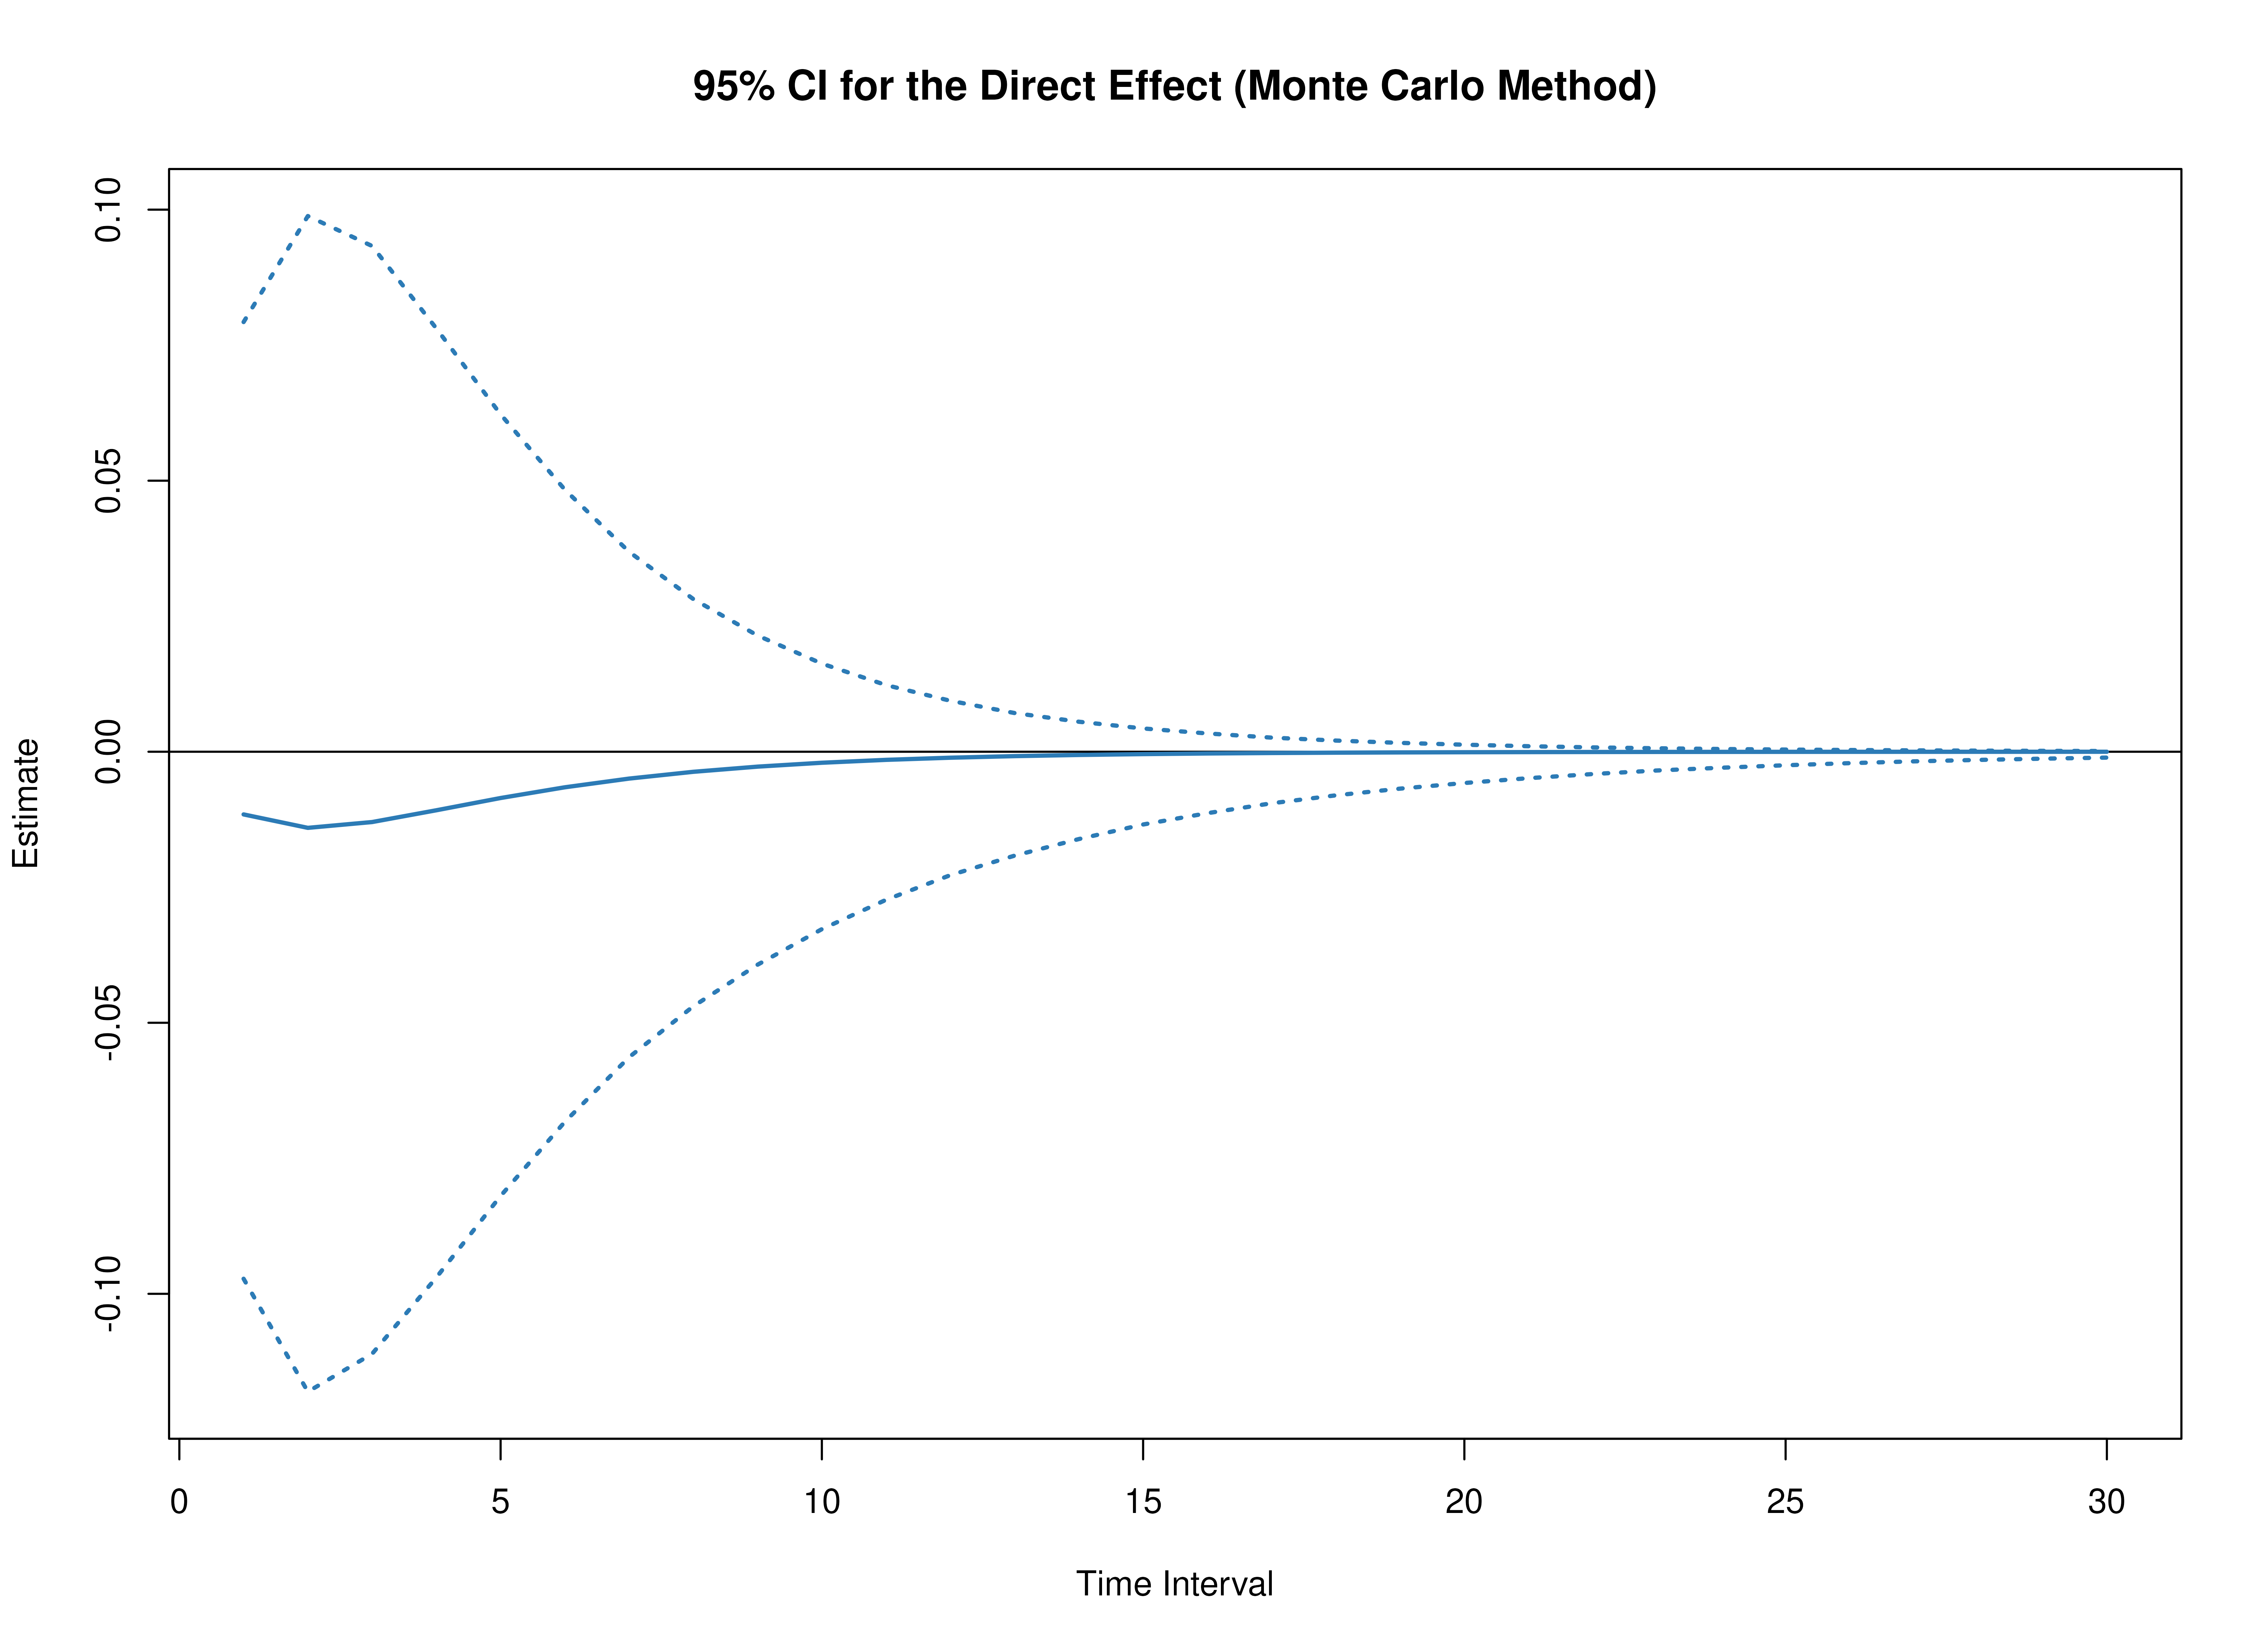 95% CI for the Direct Effect (Monte Carlo Method)
Estimate
0.10
0.05
0.00
-0.05
-0.10
0 5 10 15 20 25 30
Time Interval